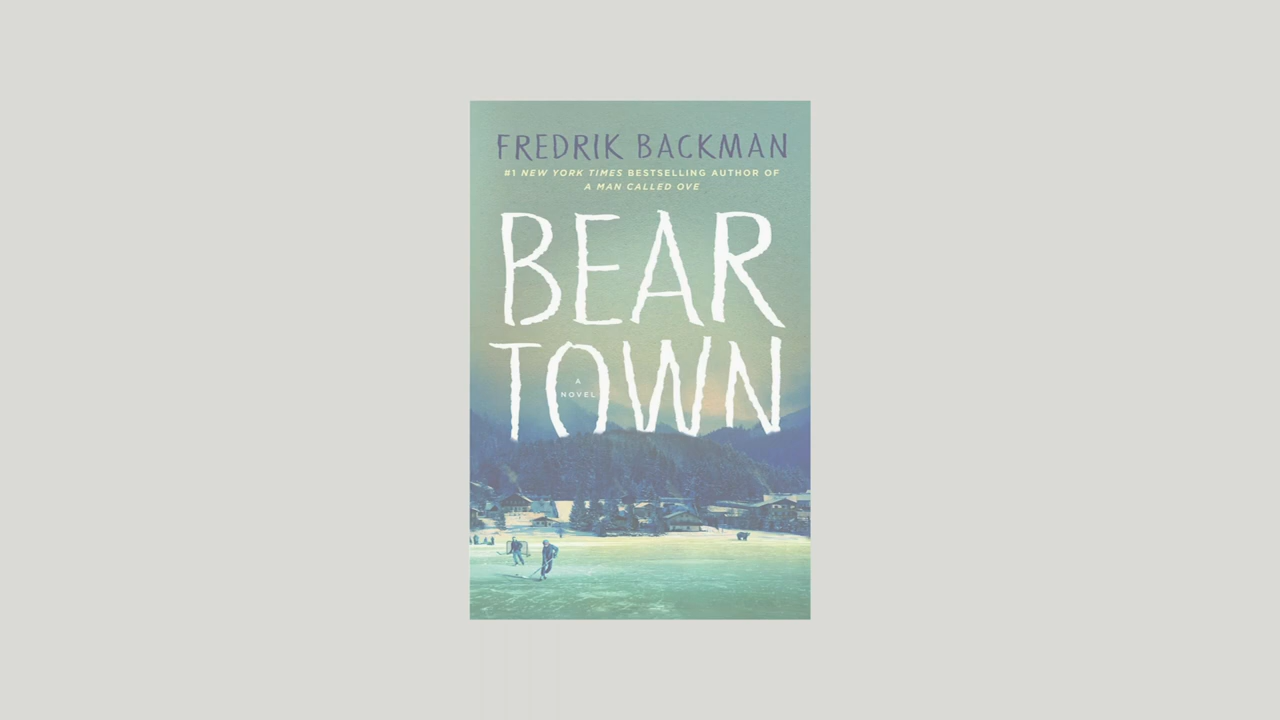 FREDRIK BACKMAN
#1 NEW YORK TIMES BESTSELLING AUTHOR OF
A MAN CALLED OVE
BEAR
TOWN
A
NOVEL